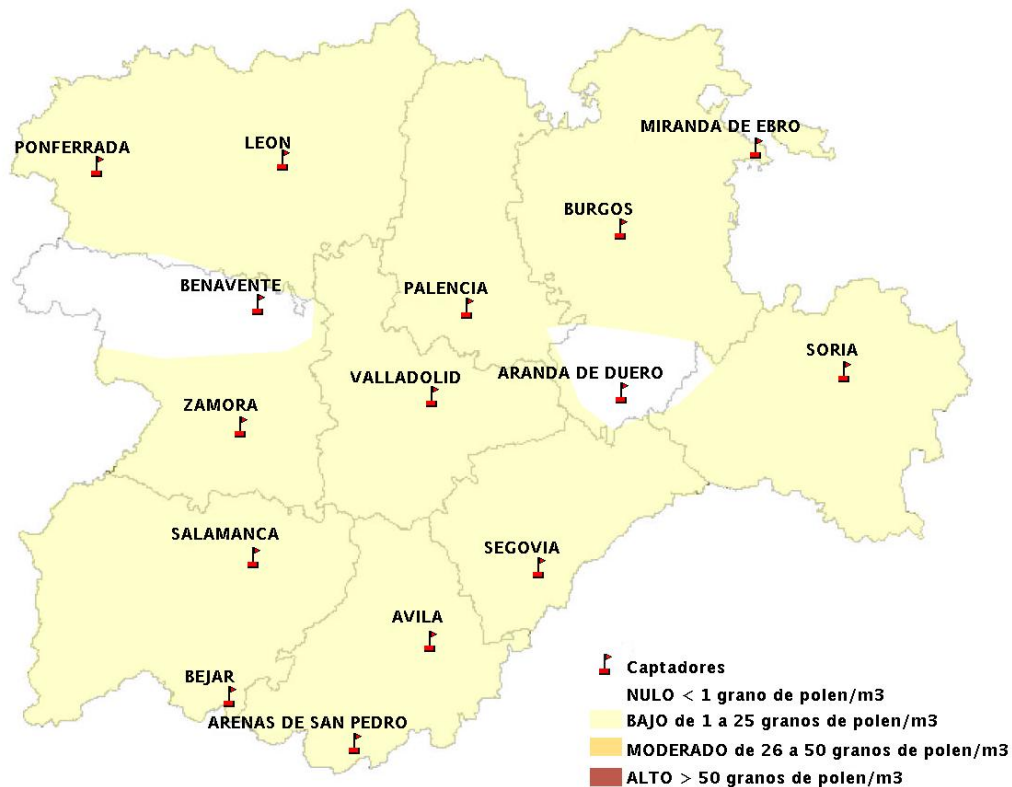 MIRANDA DE EBRO
PONFERRADA
LEON
BURGOS
BENAVENTE
PALENCIA
SORIA
VALLADOLID
ARANDA DE DUERO
ZAMORA
SALAMANCA
SEGOVIA
AVILA
BEJAR
ARENAS DE SAN PEDRO
Captadores
NULO < 1 grano de polen/m3
BAJO de 1 a 25 granos de polen/m3
MODERADO de 26 a 50 granos de polen/m3
ALTO > 50 granos de polen/m3